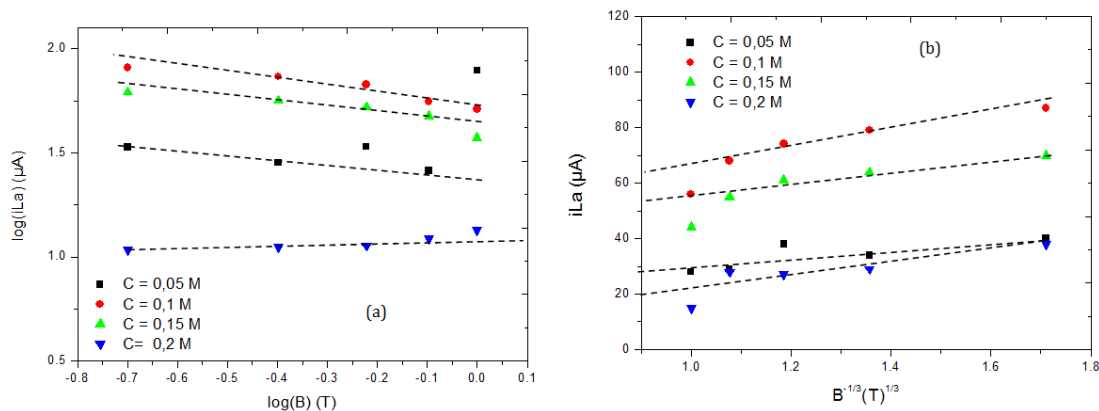 2.0
1.5
1.0
0.5
log(iLa) (µA)
-0.8 -0.7 -0.6 -0.5 -0.4 -0.3 -0.2 -0.1 0.0 0.1
log(B) (T)
C = 0,05 M
C = 0,1 M
C = 0,15 M
C= 0,2 M
(a)
120
100
80
60
40
20
0
iLa (µA)
1.0 1.2 1.4 1.6 1.8
B^-1/3(T)^1/3
C = 0,05 M
C = 0,1 M
C = 0,15 M
C = 0,2 M
(b)